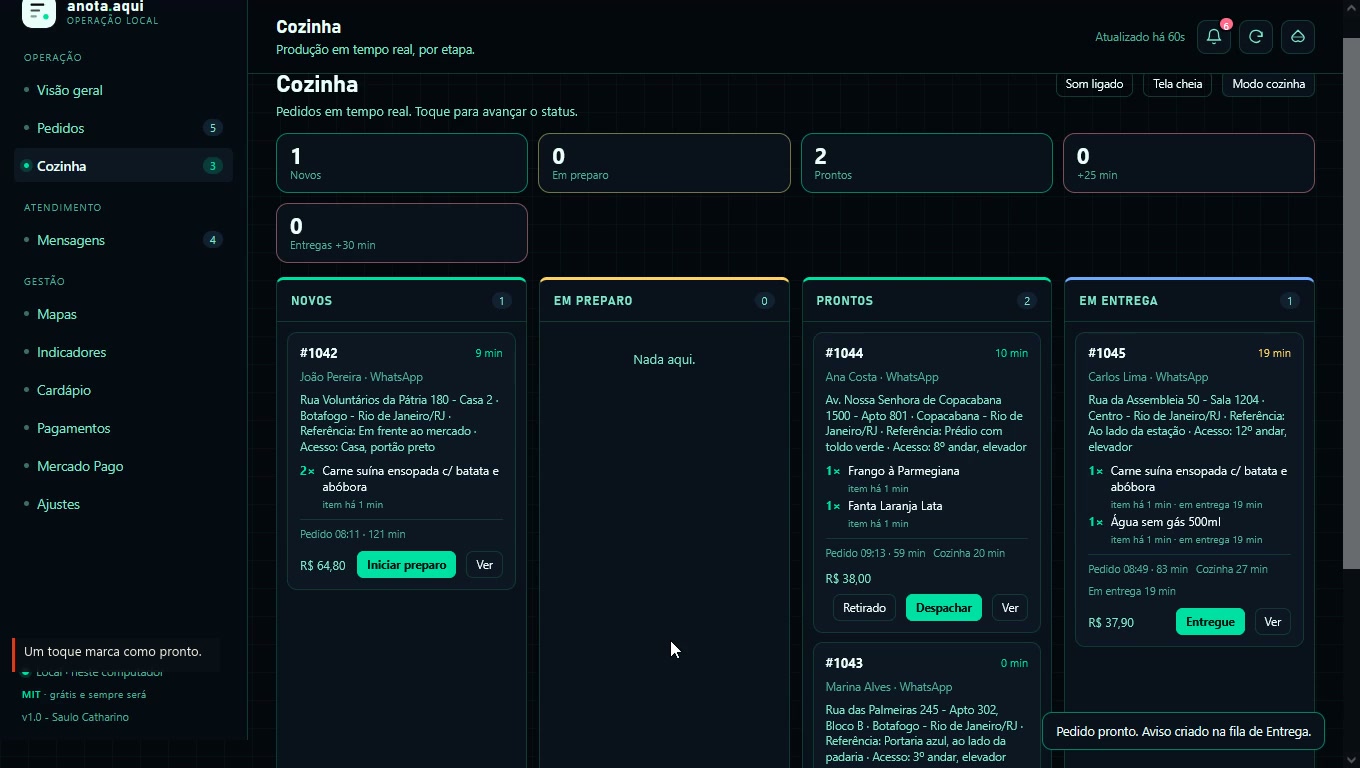 anota.aqui
OPERAÇÃO LOCAL
OPERAÇÃO
Visão geral
Pedidos 5
Cozinha 3
ATENDIMENTO
Mensagens 4
GESTÃO
Mapas
Indicadores
Cardápio
Pagamentos
Mercado Pago
Ajustes
Um toque marca como pronto.
Local · neste computador
MIT · grátis e sempre será
v1.0 - Saulo Catharino
Cozinha
Produção em tempo real, por etapa.
Atualizado há 60s
6
Cozinha
Pedidos em tempo real. Toque para avançar o status.
Som ligado
Tela cheia
Modo cozinha
1
Novos
0
Em preparo
2
Prontos
0
+25 min
0
Entregas +30 min
NOVOS 1
#1042 9 min
João Pereira · WhatsApp
Rua Voluntários da Pátria 180 - Casa 2 ·
Botafogo - Rio de Janeiro/RJ ·
Referência: Em frente ao mercado ·
Acesso: Casa, portão preto
2× Carne suína ensopada c/ batata e
abóbora
item há 1 min
Pedido 08:11 · 121 min
R$ 64,80 Iniciar preparo Ver
EM PREPARO 0
Nada aqui.
PRONTOS 2
#1044 10 min
Ana Costa · WhatsApp
Av. Nossa Senhora de Copacabana
1500 - Apto 801 · Copacabana - Rio de
Janeiro/RJ · Referência: Prédio com
toldo verde · Acesso: 8º andar, elevador
1× Frango à Parmegiana
item há 1 min
1× Fanta Laranja Lata
item há 1 min
Pedido 09:13 · 59 min Cozinha 20 min
R$ 38,00
Retirado Despachar Ver
#1043 0 min
Marina Alves · WhatsApp
Rua das Palmeiras 245 - Apto 302,
Bloco B · Botafogo - Rio de Janeiro/RJ ·
Referência: Portaria azul, ao lado da
padaria · Acesso: 3º andar, elevador
EM ENTREGA 1
#1045 19 min
Carlos Lima · WhatsApp
Rua da Assembleia 50 - Sala 1204 ·
Centro - Rio de Janeiro/RJ · Referência:
Ao lado da estação · Acesso: 12º andar,
elevador
1× Carne suína ensopada c/ batata e
abóbora
item há 1 min · em entrega 19 min
1× Água sem gás 500ml
item há 1 min · em entrega 19 min
Pedido 08:49 · 83 min Cozinha 27 min
Em entrega 19 min
R$ 37,90 Entregue Ver
Pedido pronto. Aviso criado na fila de Entrega.